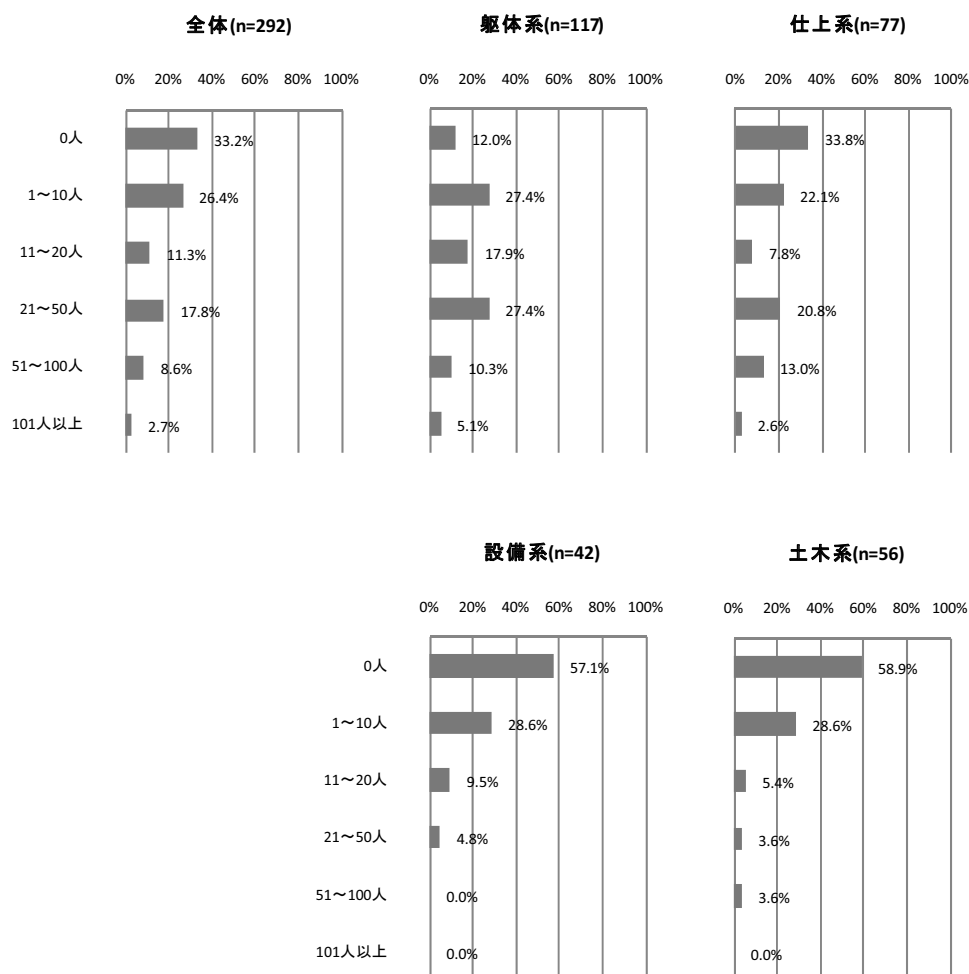 全体(n=292)
躯体系(n=117)
仕上系(n=77)
0% 20% 40% 60% 80% 100%
0% 20% 40% 60% 80% 100%
0% 20% 40% 60% 80% 100%
0人 33.2% 12.0% 33.8%
1～10人 26.4% 27.4% 22.1%
11～20人 11.3% 17.9% 7.8%
21～50人 17.8% 27.4% 20.8%
51～100人 8.6% 10.3% 13.0%
101人以上 2.7% 5.1% 2.6%
設備系(n=42)
土木系(n=56)
0% 20% 40% 60% 80% 100%
0% 20% 40% 60% 80% 100%
0人 57.1% 58.9%
1～10人 28.6% 28.6%
11～20人 9.5% 5.4%
21～50人 4.8% 3.6%
51～100人 0.0% 3.6%
101人以上 0.0% 0.0%